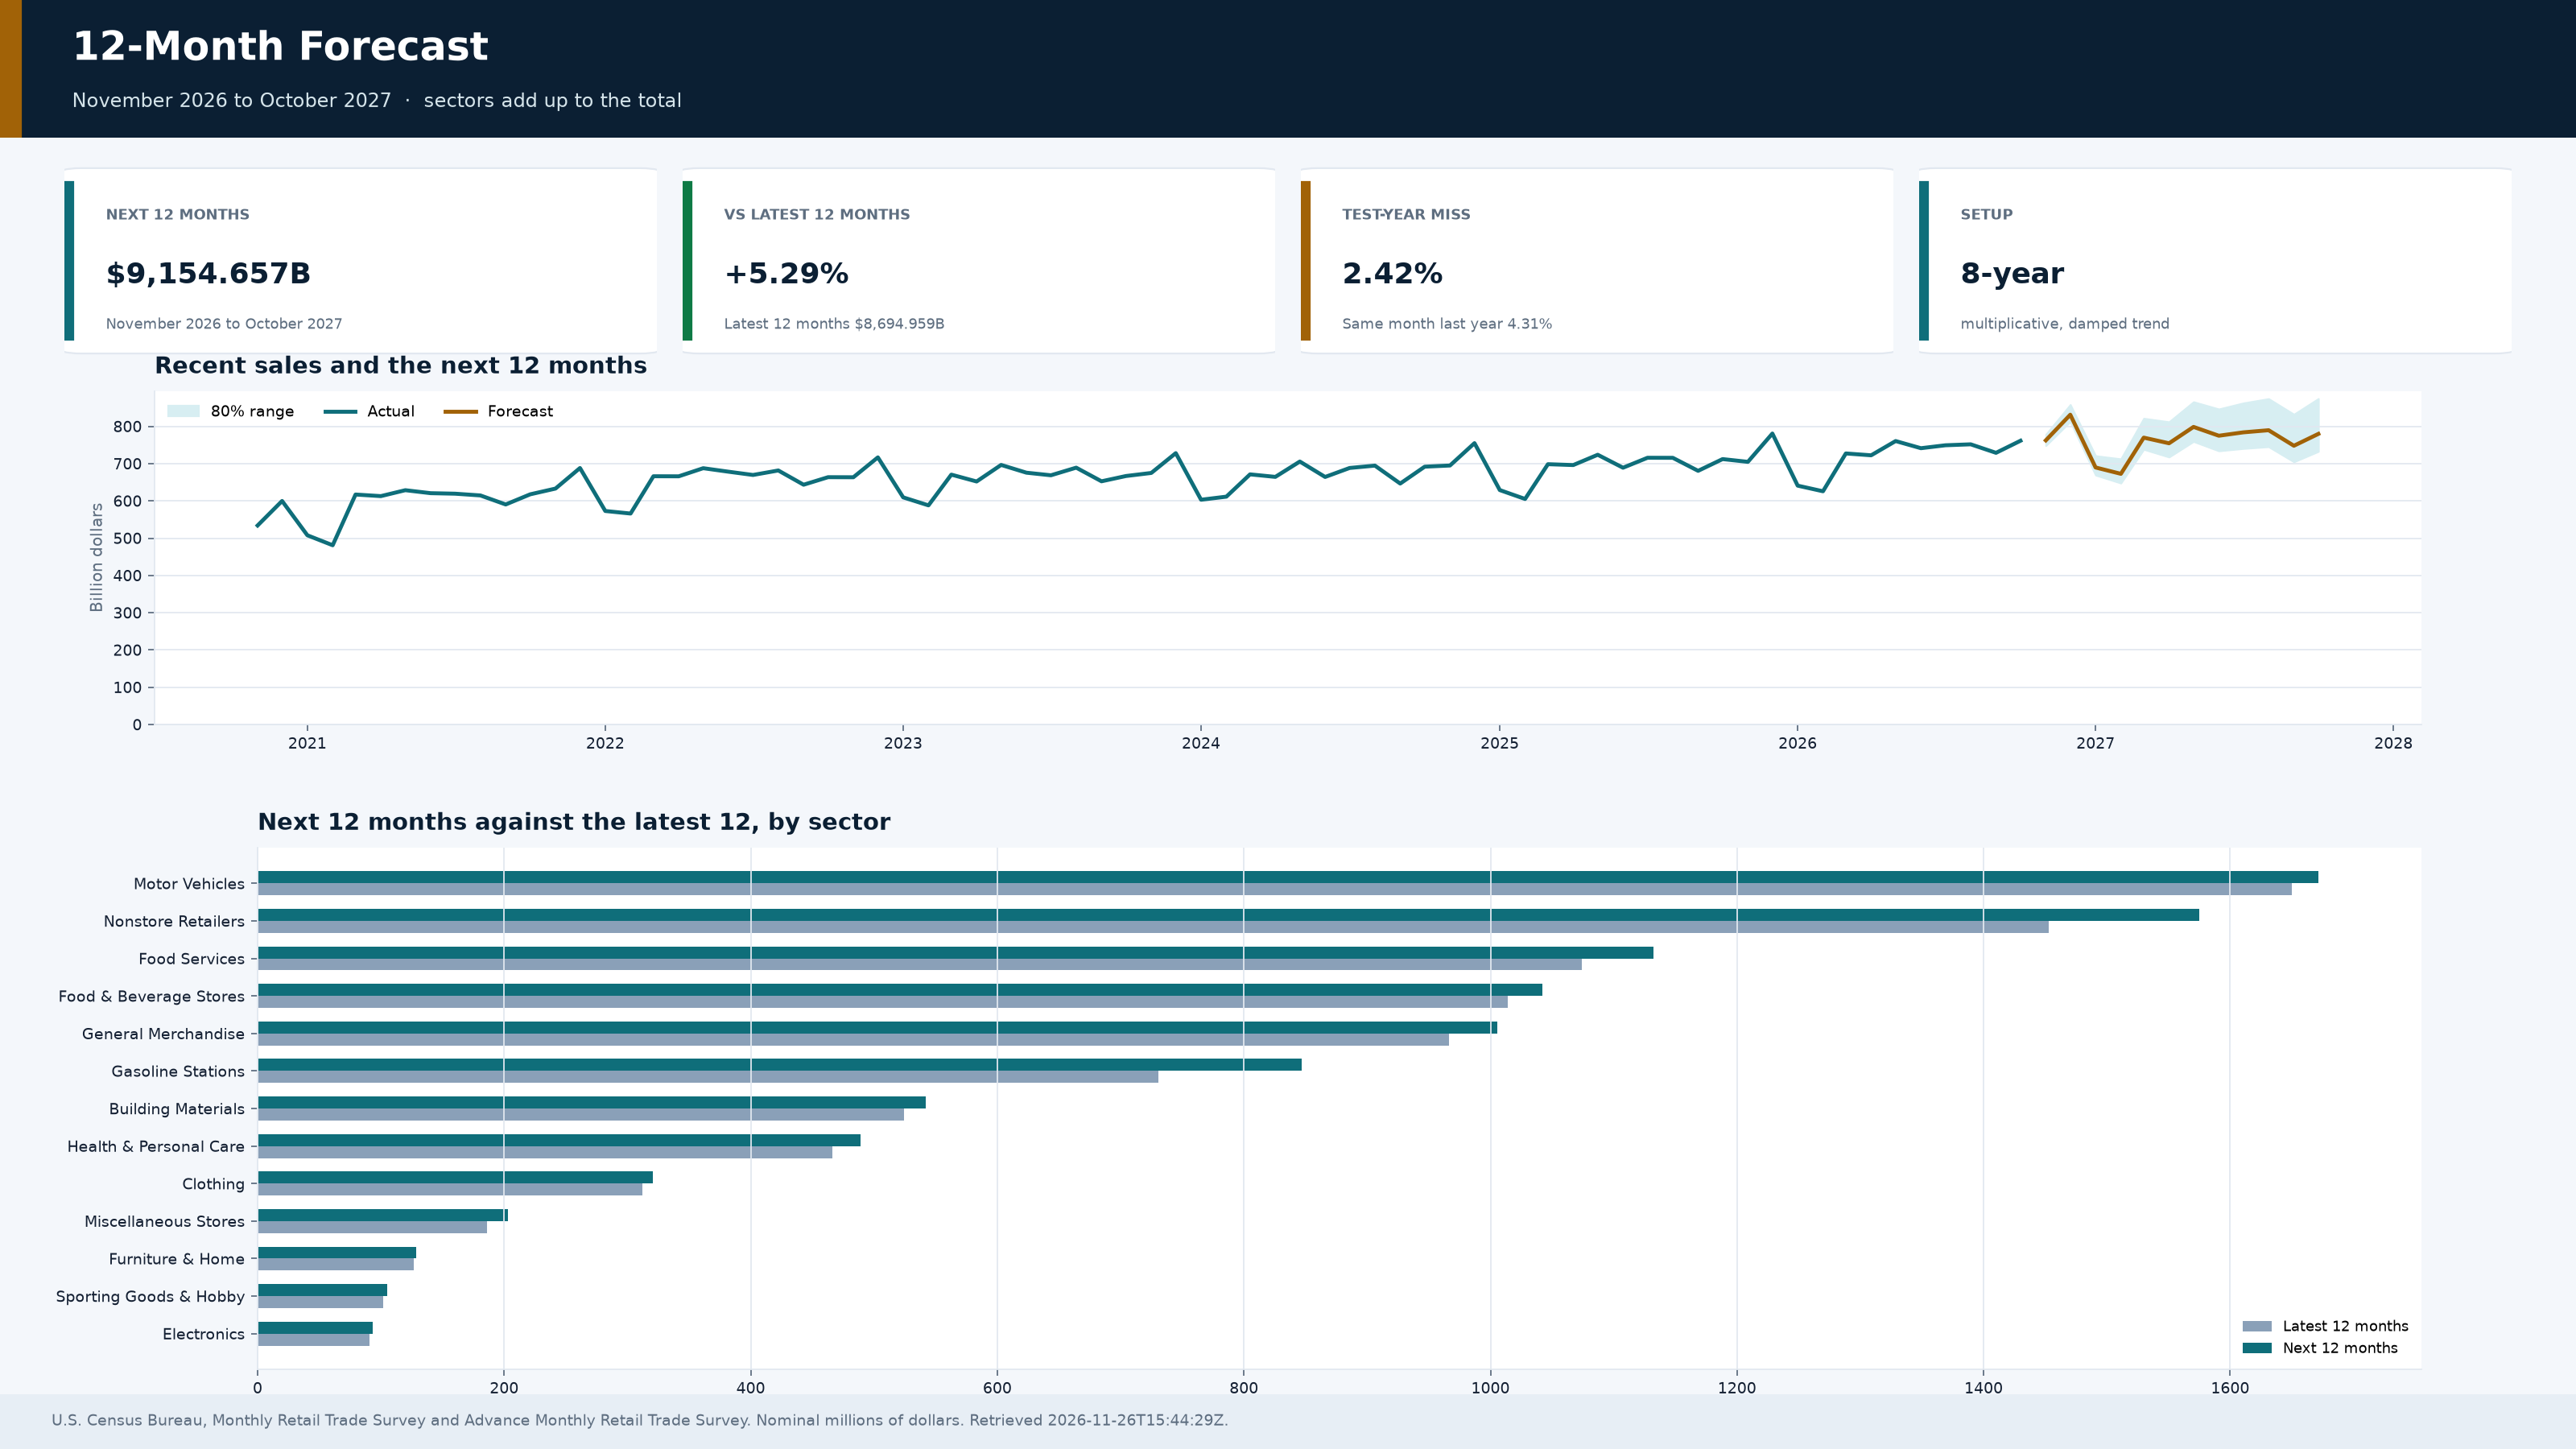 12-Month Forecast
November 2026 to October 2027 · sectors add up to the total
NEXT 12 MONTHS
$9,154.657B
November 2026 to October 2027
VS LATEST 12 MONTHS
+5.29%
Latest 12 months $8,694.959B
TEST-YEAR MISS
2.42%
Same month last year 4.31%
SETUP
8-year
multiplicative, damped trend
Recent sales and the next 12 months
80% range
Actual
Forecast
Billion dollars
800
700
600
500
400
300
200
100
0
2021
2022
2023
2024
2025
2026
2027
2028
Next 12 months against the latest 12, by sector
Motor Vehicles
Nonstore Retailers
Food Services
Food & Beverage Stores
General Merchandise
Gasoline Stations
Building Materials
Health & Personal Care
Clothing
Miscellaneous Stores
Furniture & Home
Sporting Goods & Hobby
Electronics
Latest 12 months
Next 12 months
0
200
400
600
800
1000
1200
1400
1600
U.S. Census Bureau, Monthly Retail Trade Survey and Advance Monthly Retail Trade Survey. Nominal millions of dollars. Retrieved 2026-11-26T15:44:29Z.